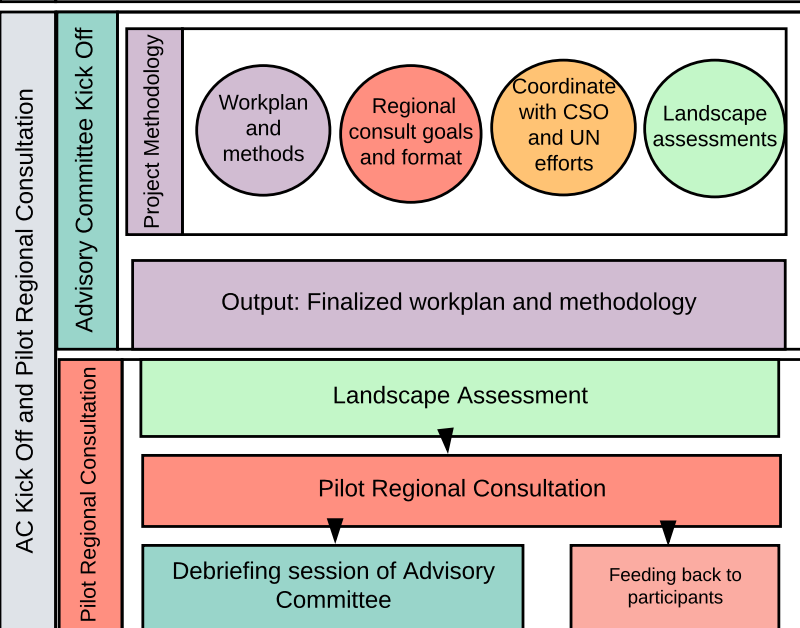 AC Kick Off and Pilot Regional Consultation
Advisory Committee Kick Off
Project Methodology
Workplan
and
methods
Regional
consult goals
and format
Coordinate
with CSO
and UN
efforts
Landscape
assessments
Output: Finalized workplan and methodology
Pilot Regional Consultation
Landscape Assessment
Pilot Regional Consultation
Debriefing session of Advisory
Committee
Feeding back to
participants